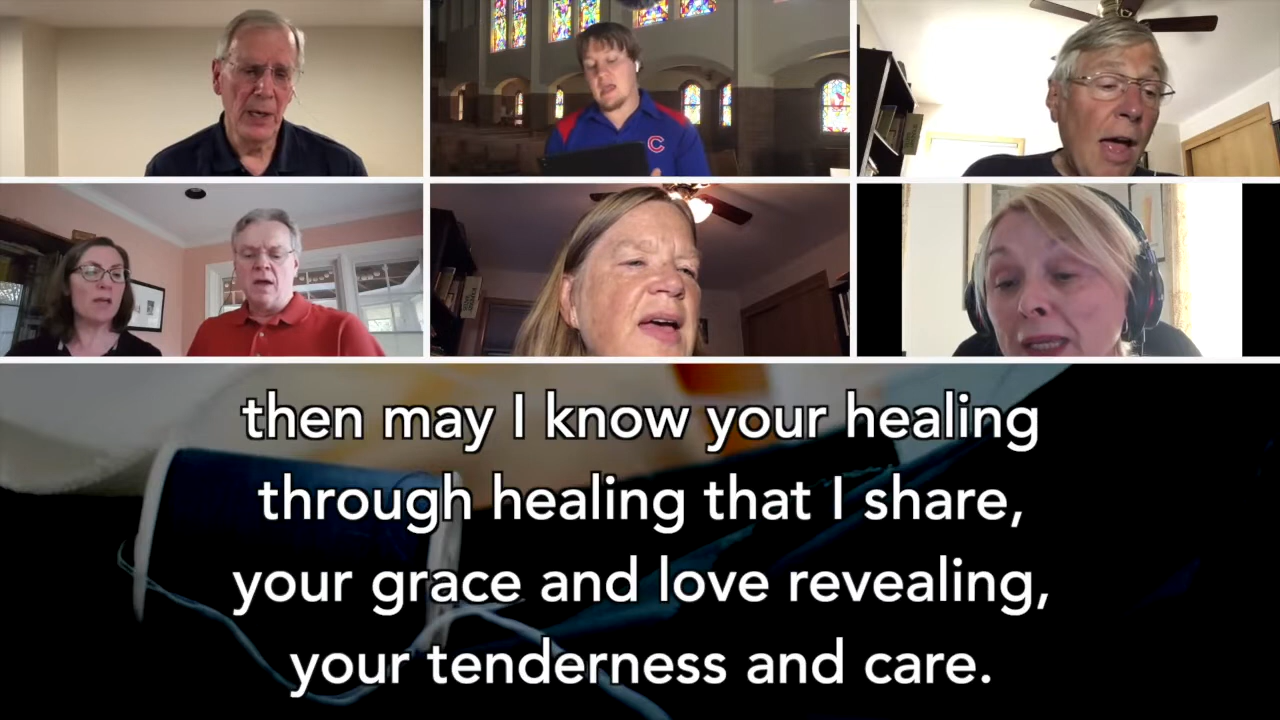 C
then may I know your healing
through healing that I share,
your grace and love revealing,
your tenderness and care.